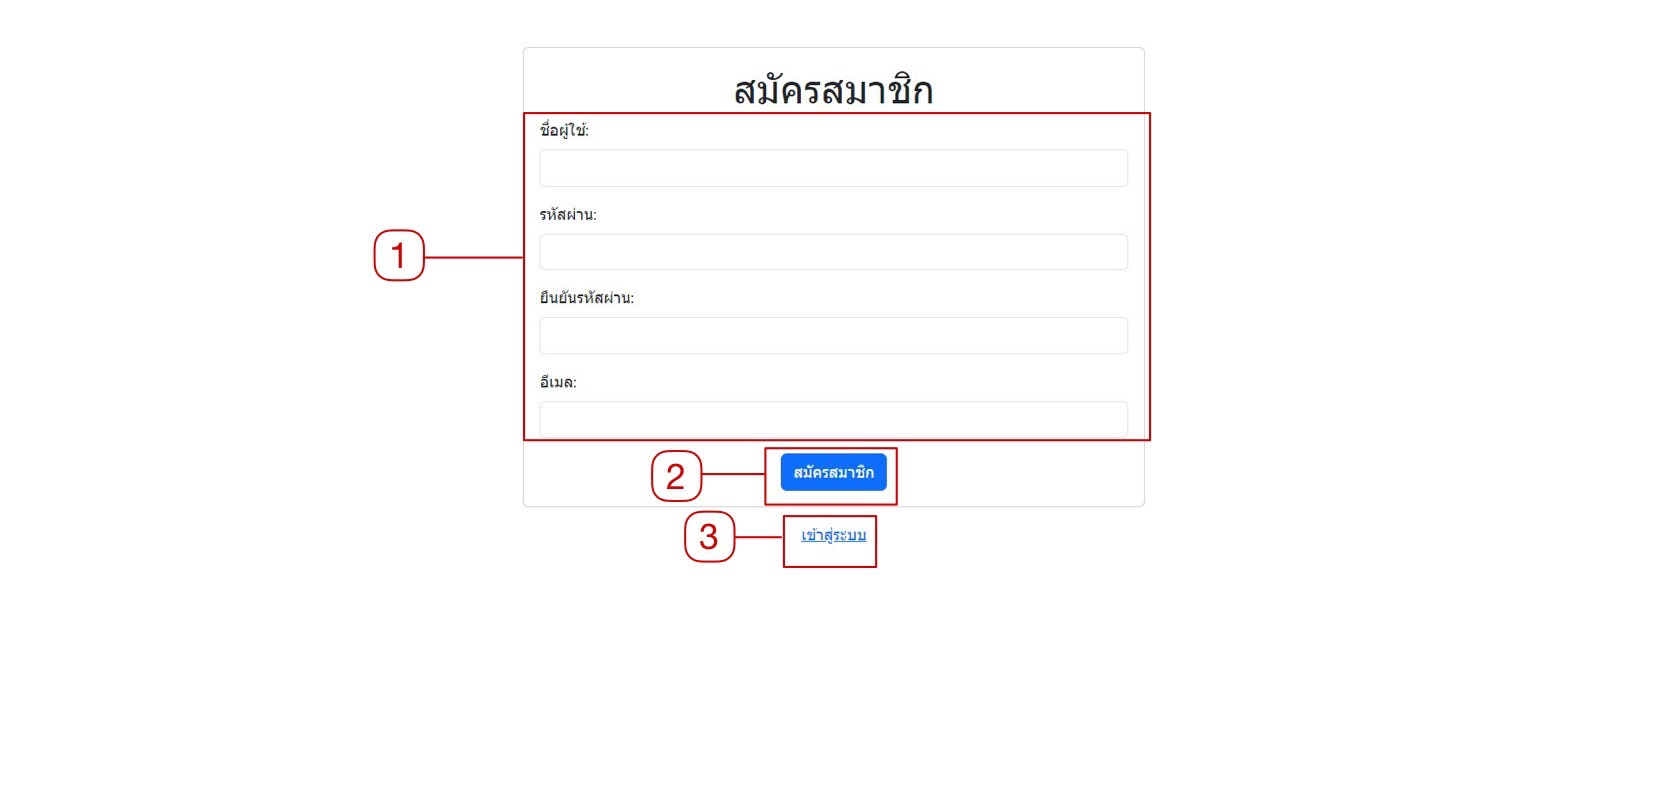 สมัครสมาชิก
ชื่อผู้ใช้:
รหัสผ่าน:
1
ยืนยันรหัสผ่าน:
อีเมล:
2
สมัครสมาชิก
3
เข้าสู่ระบบ